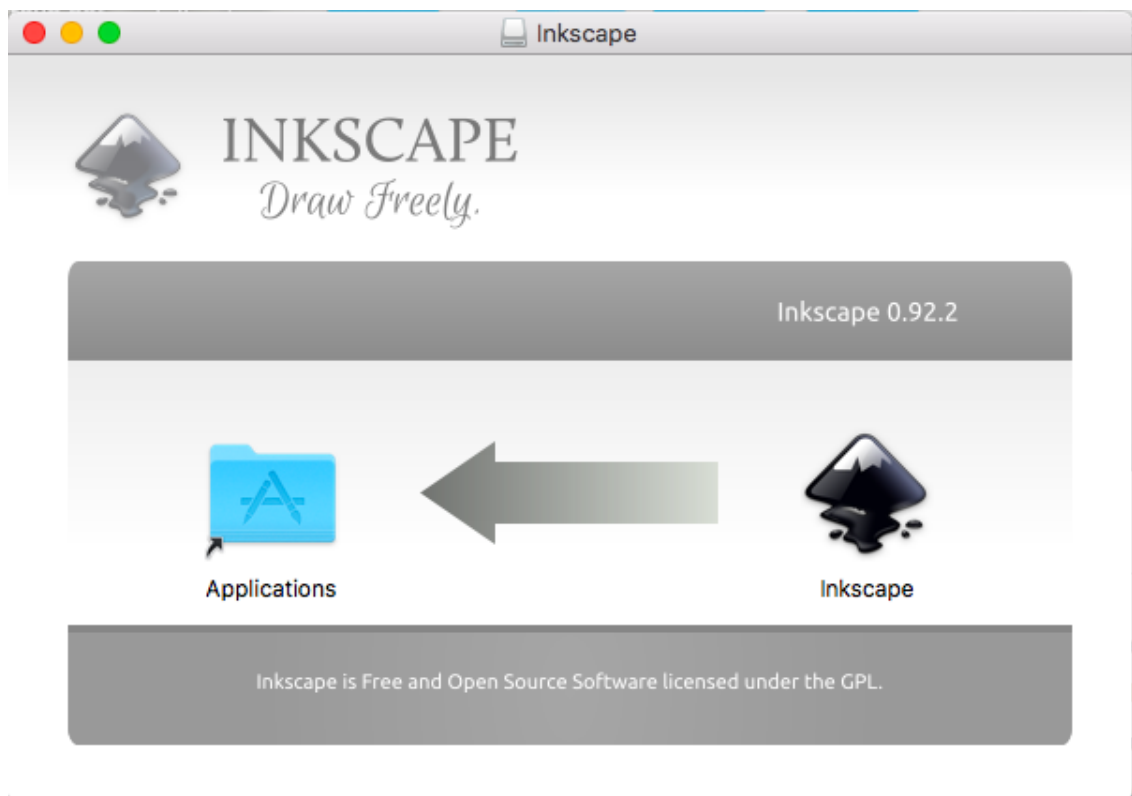 Inkscape
INKSCAPE
Draw Freely.
Inkscape 0.92.2
Applications
Inkscape
Inkscape is Free and Open Source Software licensed under the GPL.